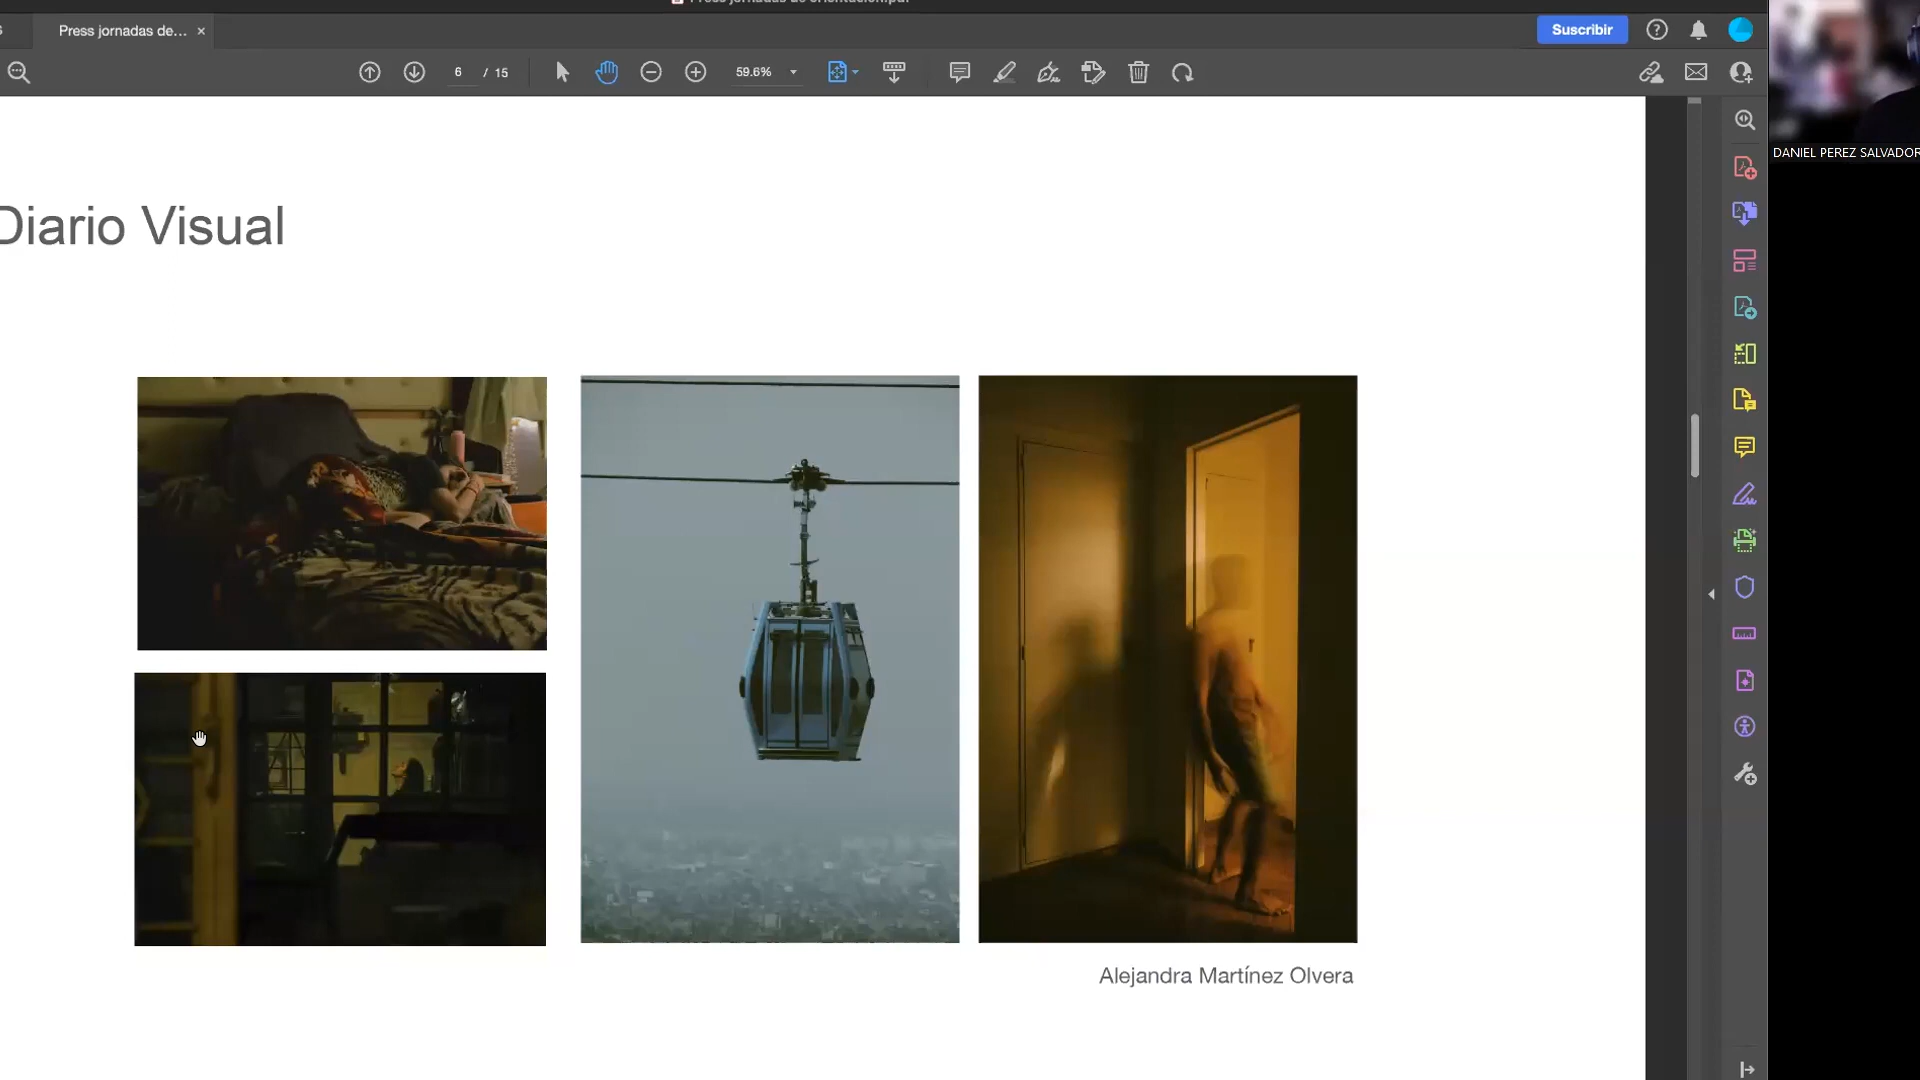 Press jornadas de...
Suscribir
6 / 15
59.6%
DANIEL PEREZ SALVADOR
Diario Visual
Alejandra Martínez Olvera